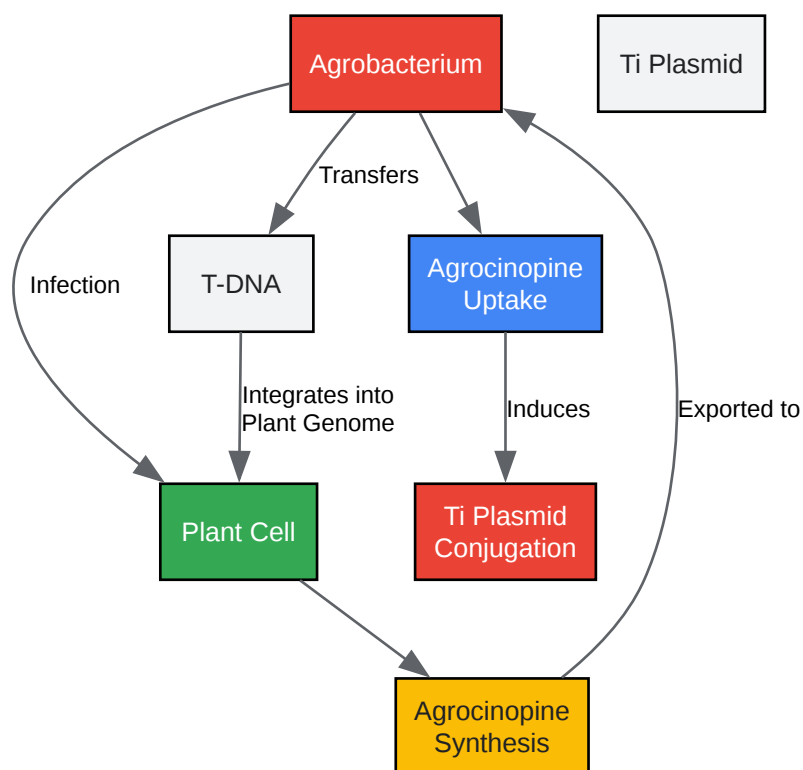 Agrobacterium
Ti Plasmid
Transfers
Infection
T-DNA
Agrocinopine
Uptake
Integrates into
Plant Genome
Induces
Exported to
Plant Cell
Ti Plasmid
Conjugation
Agrocinopine
Synthesis